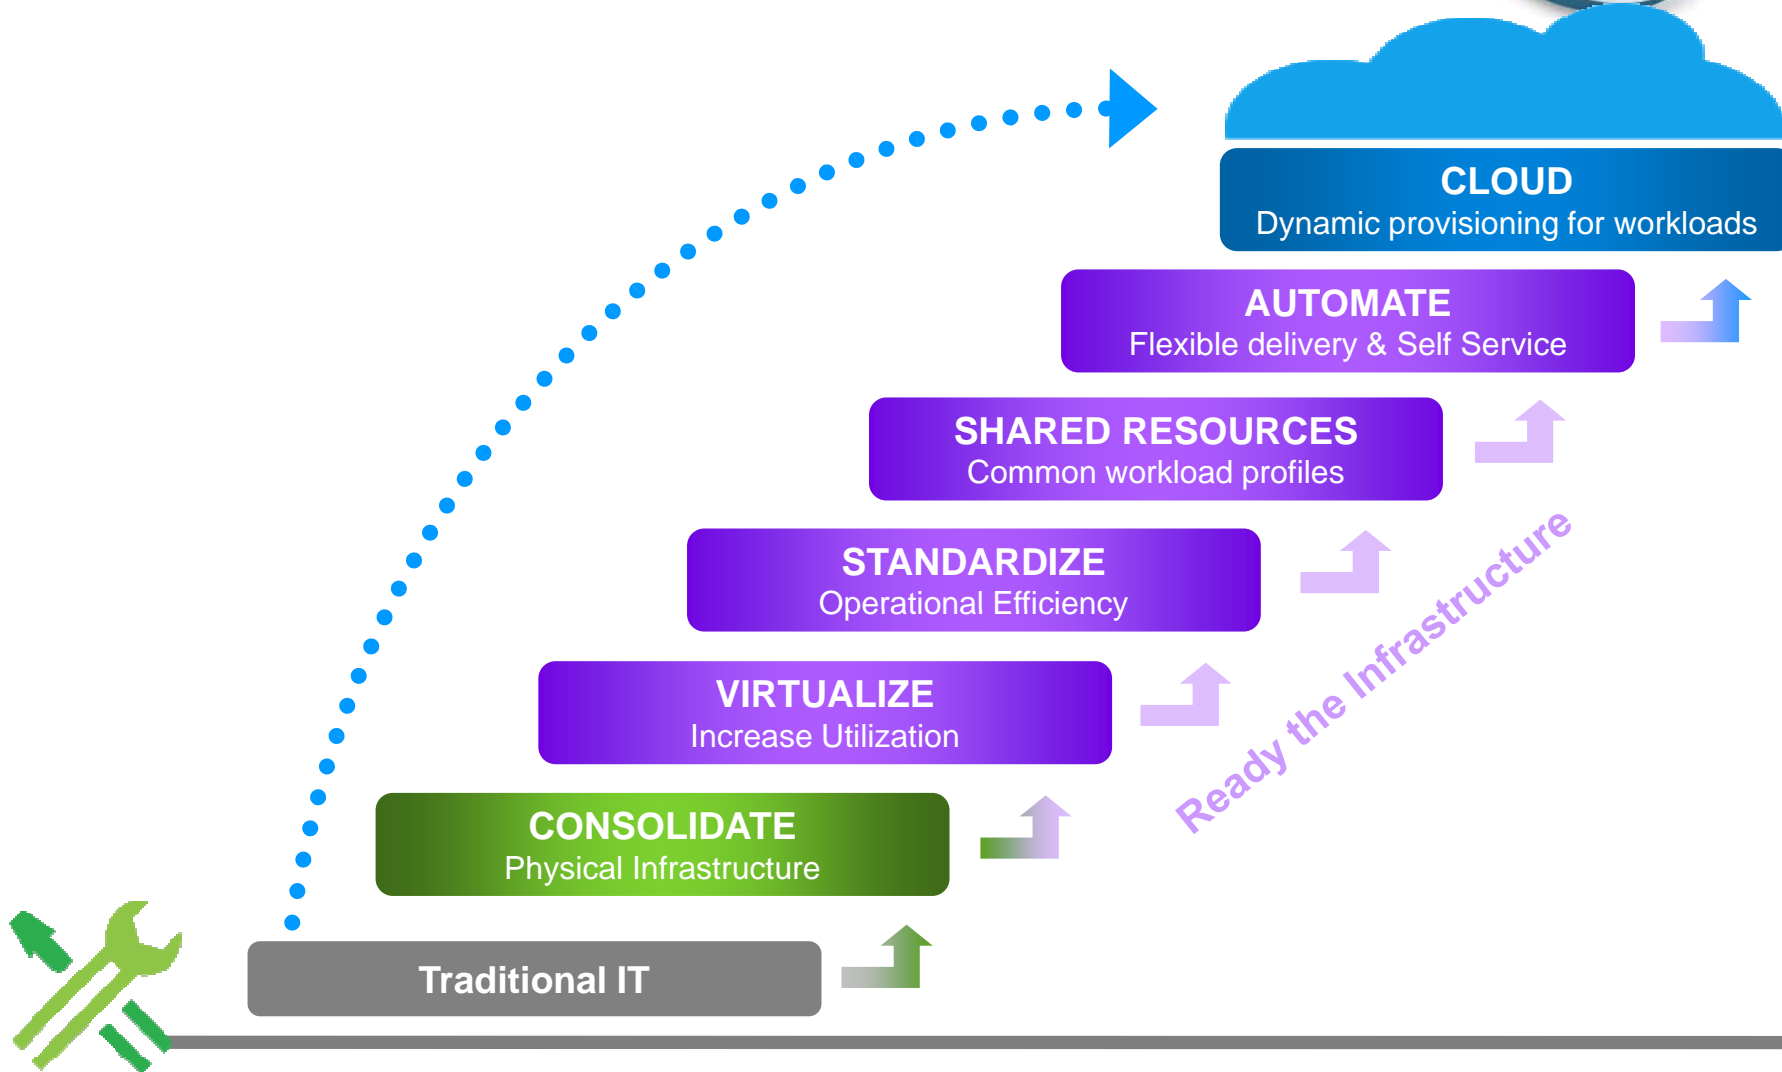 CLOUD
Dynamic provisioning for workloads
AUTOMATE
Flexible delivery & Self Service
SHARED RESOURCES
Common workload profiles
STANDARDIZE
Operational Efficiency
Ready the Infrastructure
VIRTUALIZE
Increase Utilization
CONSOLIDATE
Physical Infrastructure
Traditional IT